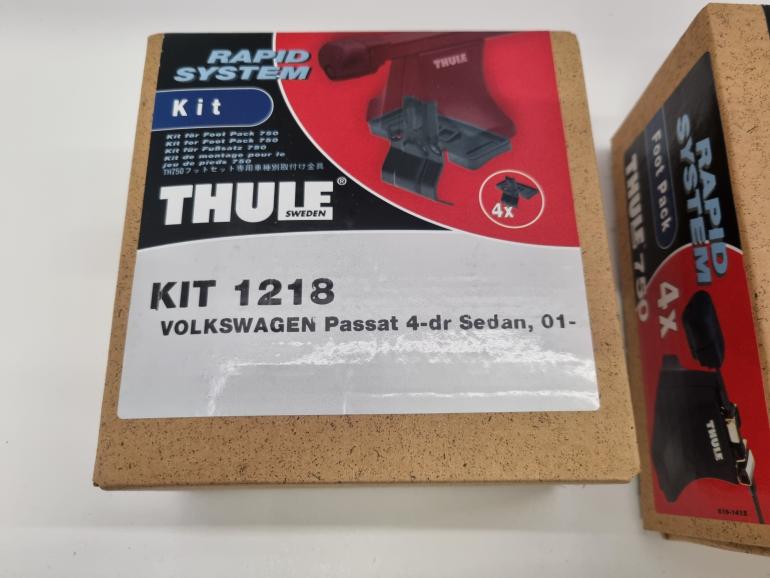 RAPID
SYSTEM
Kit
Kit für Foot Pack 750
Kit for Foot Pack 750
Kit für Fußsatz 750
Kit de montage pour le
jeu de pieds 750
TH750フットセット専用車種別取付け金具
THULE®
SWEDEN
THULE
4x
KIT 1218
VOLKSWAGEN Passat 4-dr Sedan, 01-
RAPID
SYSTEM
Foot Pack
THULE 750
4x
THULE